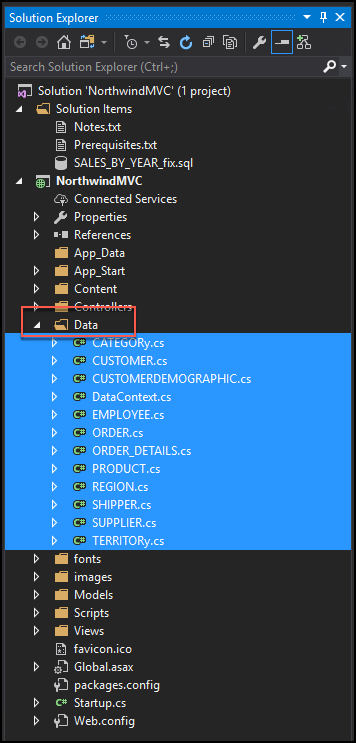 Solution Explorer
Search Solution Explorer (Ctrl+;)
Solution 'NorthwindMVC' (1 project)
Solution Items
Notes.txt
Prerequisites.txt
SALES_BY_YEAR_fix.sql
NorthwindMVC
Connected Services
Properties
References
App_Data
App_Start
Content
Controllers
Data
CATEGORy.cs
CUSTOMER.cs
CUSTOMERDEMOGRAPHIC.cs
DataContext.cs
EMPLOYEE.cs
ORDER.cs
ORDER_DETAILS.cs
PRODUCT.cs
REGION.cs
SHIPPER.cs
SUPPLIER.cs
TERRITORy.cs
fonts
images
Models
Scripts
Views
favicon.ico
Global.asax
packages.config
Startup.cs
Web.config